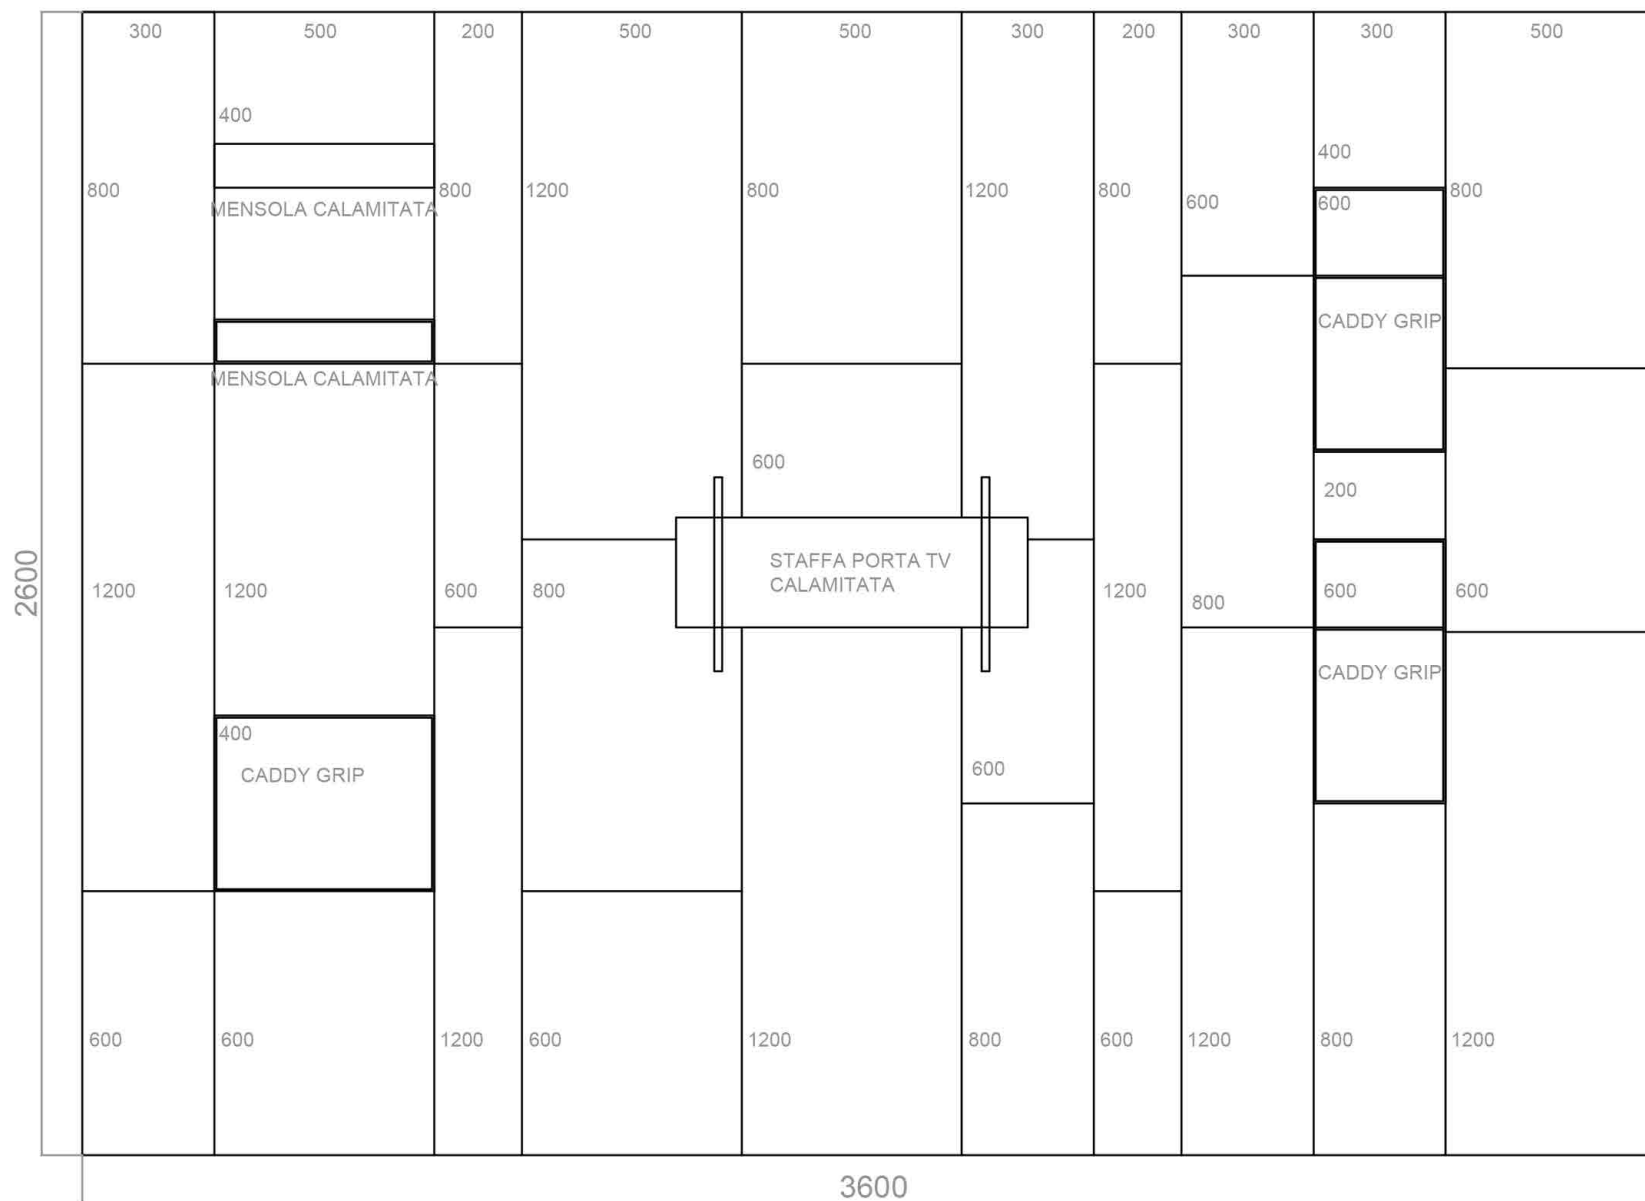 300 500 200 500 500 300 200 300 300 500
400
400
800 800 1200 800 1200 800 600 600 800
MENSOLA CALAMITATA
CADDY GRIP
MENSOLA CALAMITATA
600
200
STAFFA PORTA TV
CALAMITATA
2600
1200 1200 600 800 1200 800 600 600
CADDY GRIP
400
600
CADDY GRIP
600 600 1200 600 1200 800 600 1200 800 1200
3600